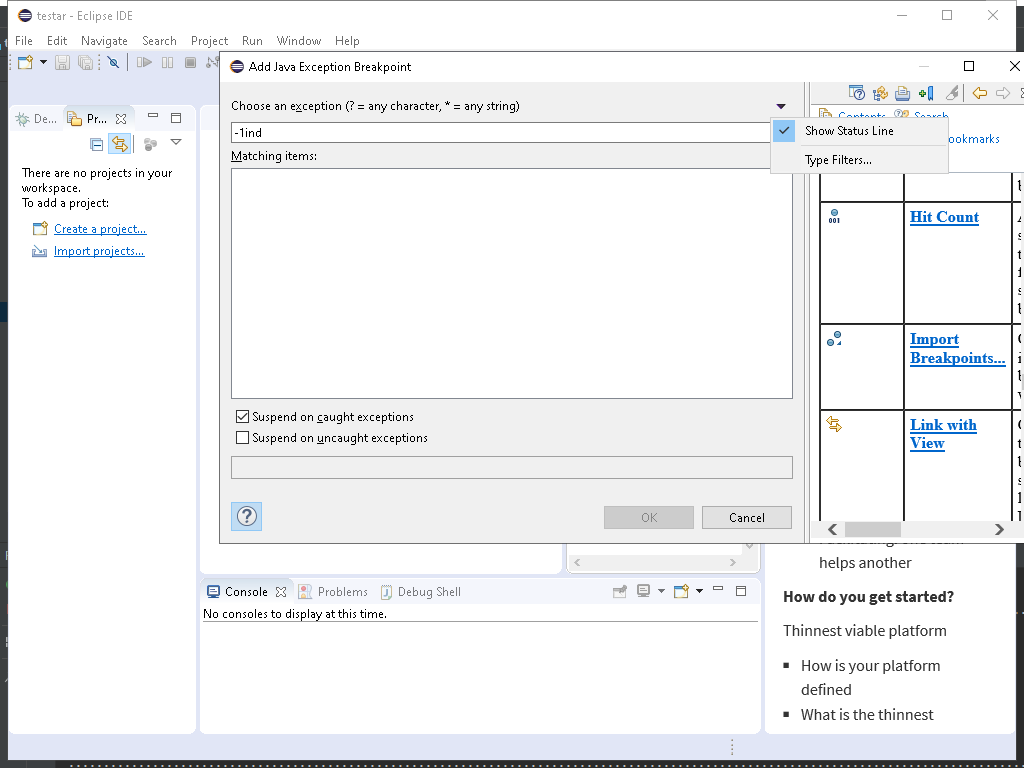 testar - Eclipse IDE
File Edit Navigate Search Project Run Window Help
Add Java Exception Breakpoint
De...
Pr...
There are no projects in your
workspace.
To add a project:
Create a project...
Import projects...
Choose an exception (? = any character, * = any string)
-1ind
Matching items:
Suspend on caught exceptions
Suspend on uncaught exceptions
OK
Cancel
Show Status Line
Type Filters...
Contents
Search
ookmarks
001
Hit Count
Import
Breakpoints...
Link with
View
helps another
How do you get started?
Thinnest viable platform
How is your platform
defined
What is the thinnest
Console
Problems
Debug Shell
No consoles to display at this time.